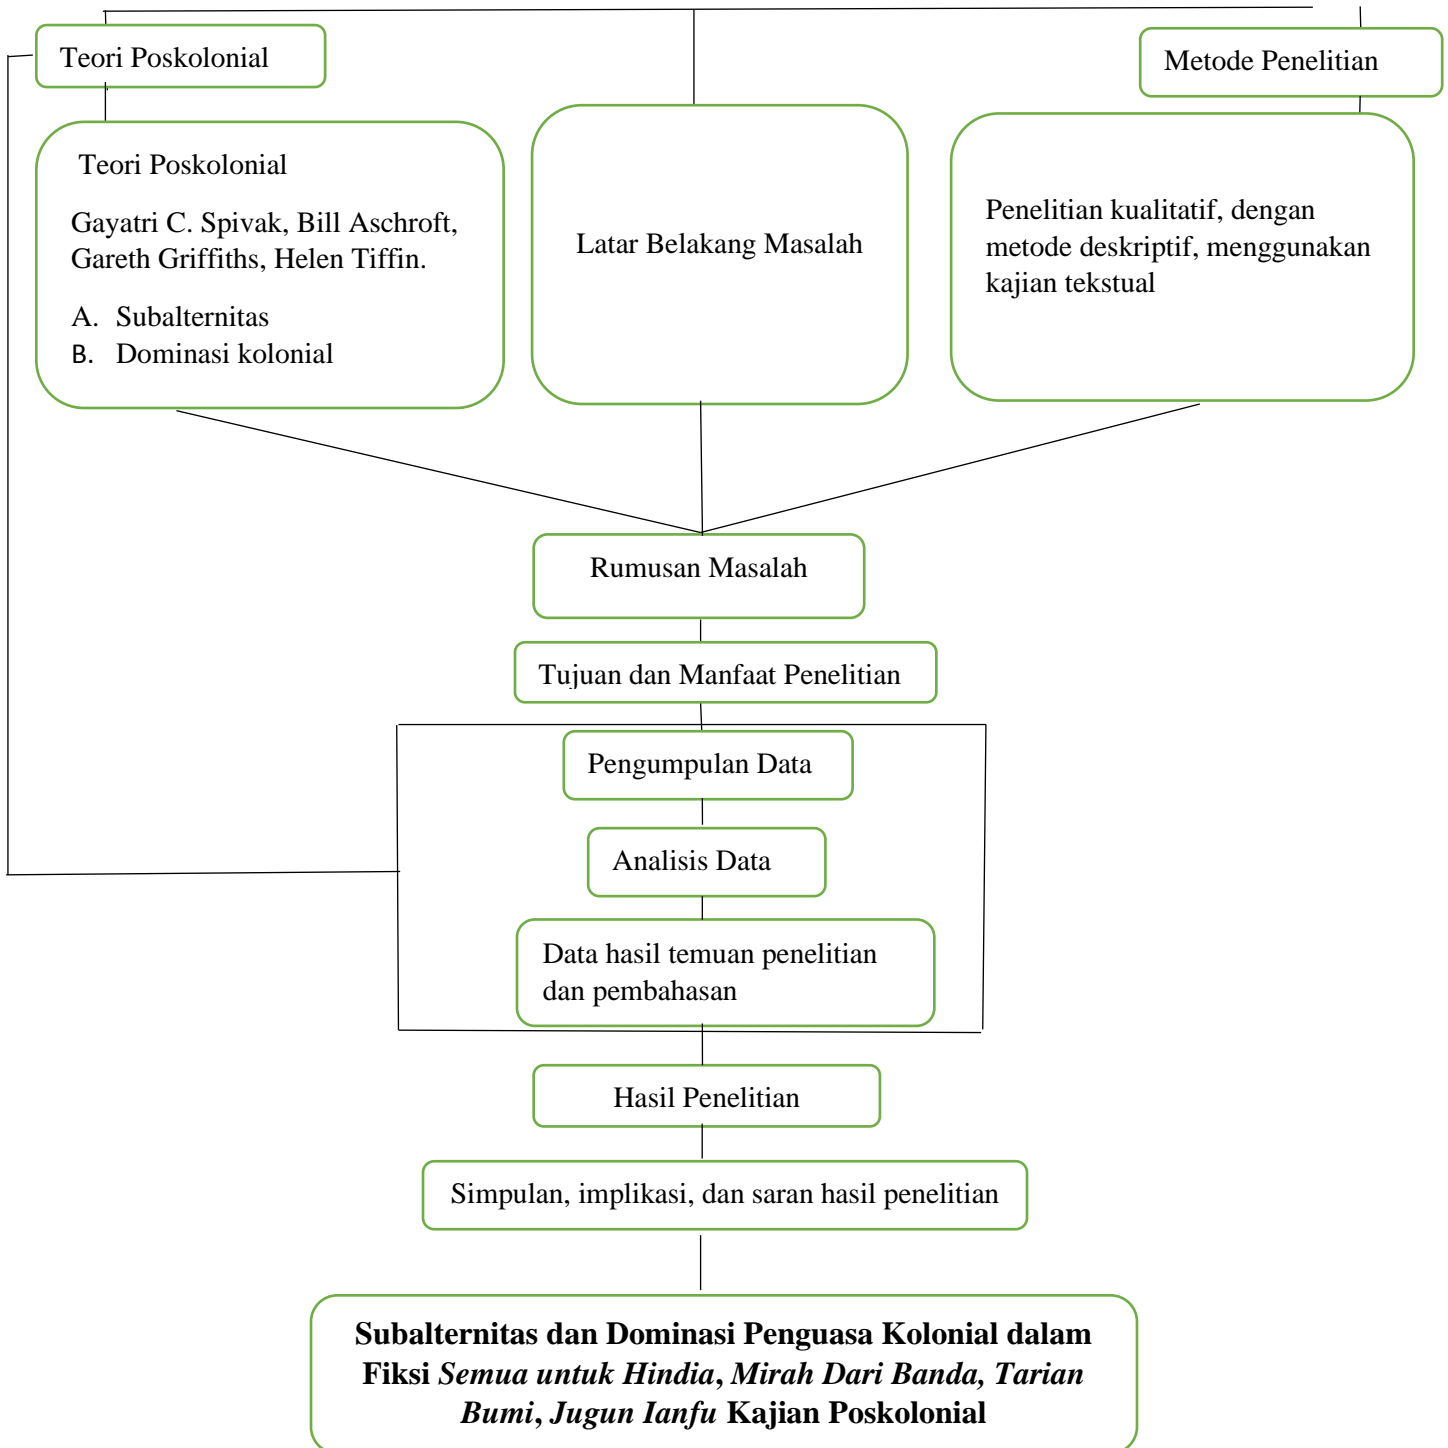 Teori Poskolonial
Metode Penelitian
Teori Poskolonial
Gayatri C. Spivak, Bill Aschroft,
Gareth Griffiths, Helen Tiffin.
A. Subalternitas
B. Dominasi kolonial
Latar Belakang Masalah
Penelitian kualitatif, dengan
metode deskriptif, menggunakan
kajian tekstual
Rumusan Masalah
Tujuan dan Manfaat Penelitian
Pengumpulan Data
Analisis Data
Data hasil temuan penelitian
dan pembahasan
Hasil Penelitian
Simpulan, implikasi, dan saran hasil penelitian
Subalternitas dan Dominasi Penguasa Kolonial dalam
Fiksi Semua untuk Hindia, Mirah Dari Banda, Tarian
Bumi, Jugun Ianfu Kajian Poskolonial